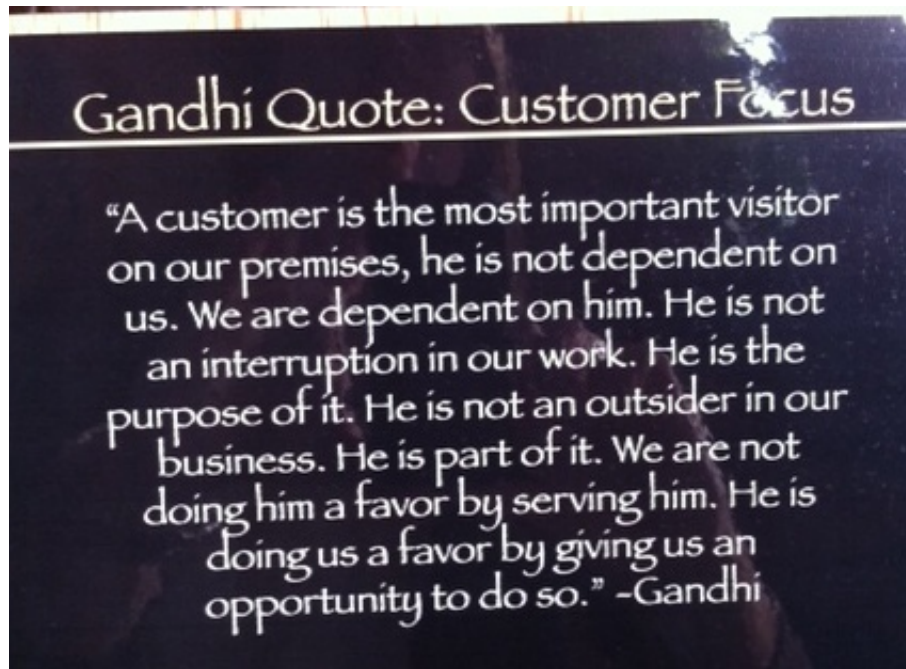 Gandhi Quote: Customer Focus
“A customer is the most important visitor
on our premises, he is not dependent on
us. We are dependent on him. He is not
an interruption in our work. He is the
purpose of it. He is not an outsider in our
business. He is part of it. We are not
doing him a favor by serving him. He is
doing us a favor by giving us an
opportunity to do so.” -Gandhi